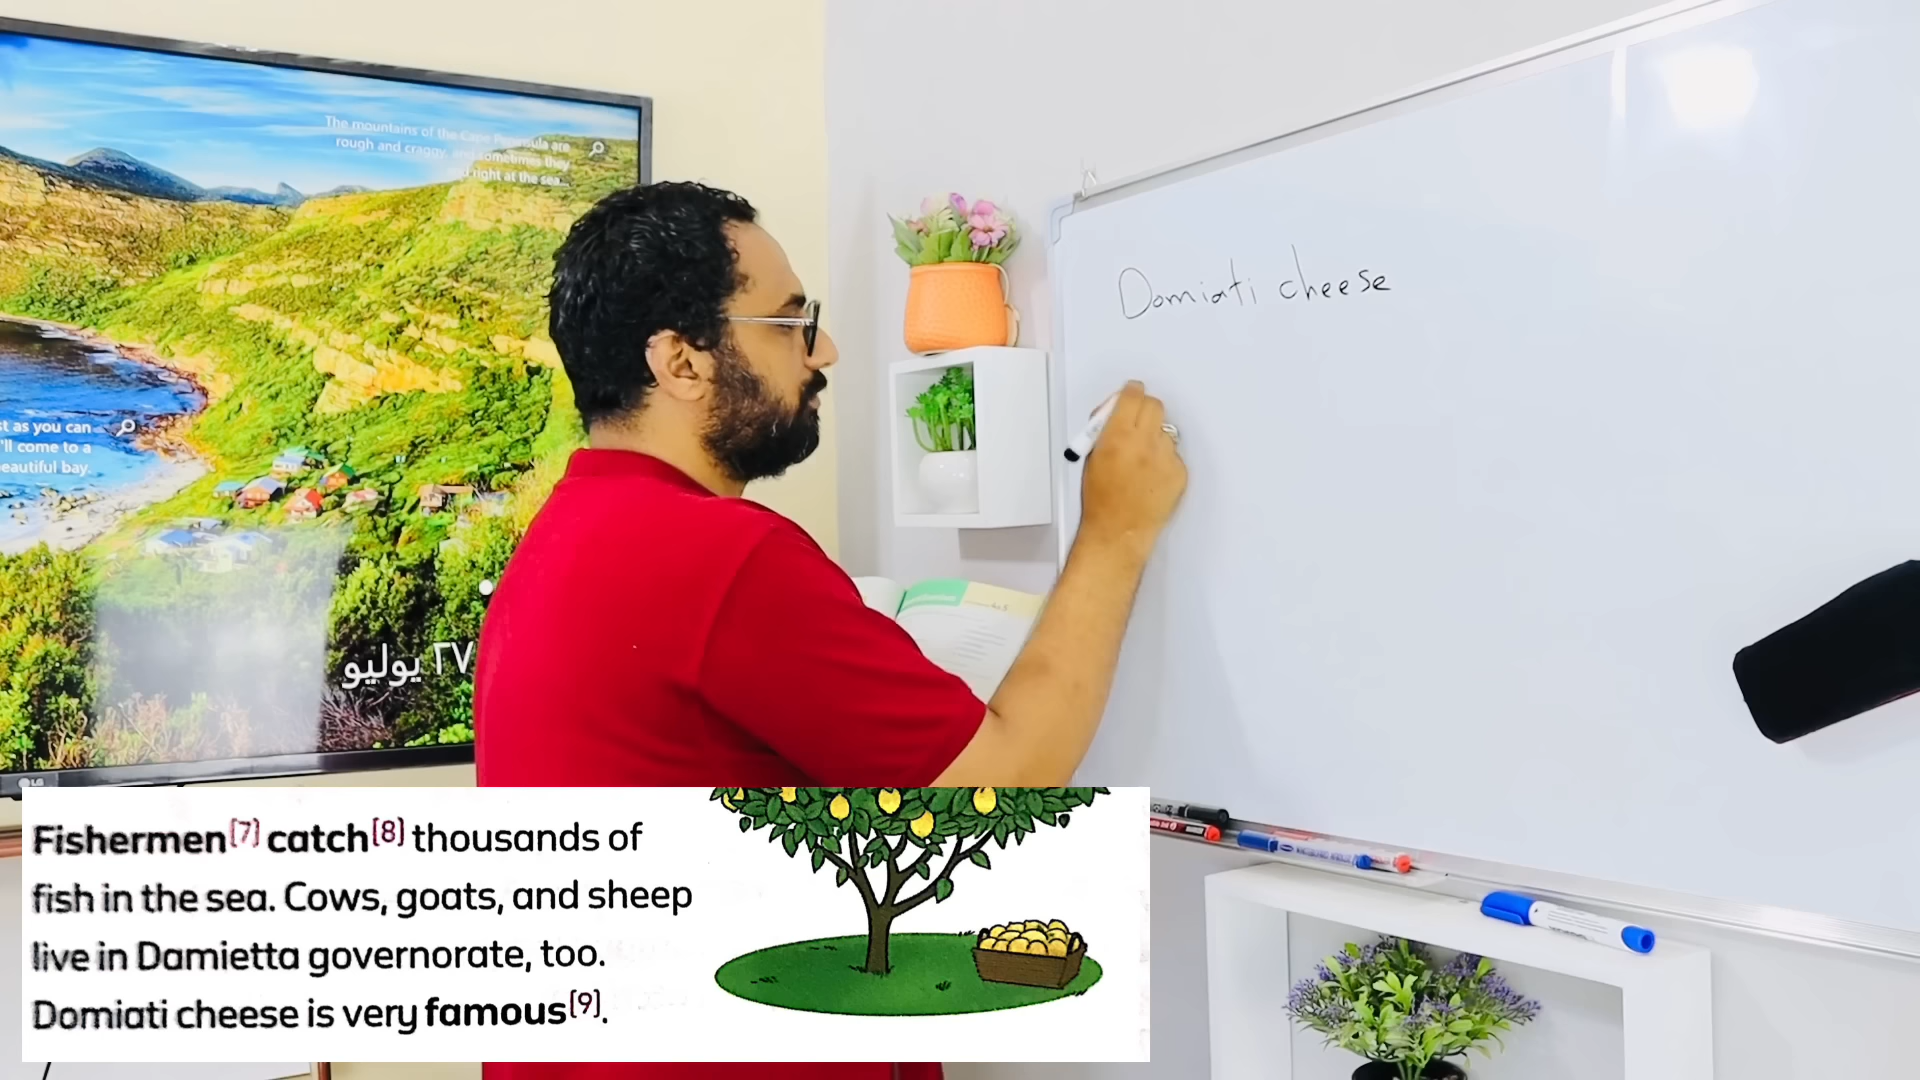 The mountains of the Cape Peninsula are
rough and craggy, and sometimes they
right at the sea...
st as you can
'll come to a
eautiful bay.
٢٧ يوليو
LG
Domiati cheese
Fishermen[7] catch[8] thousands of
fish in the sea. Cows, goats, and sheep
live in Damietta governorate, too.
Domiati cheese is very famous[9].